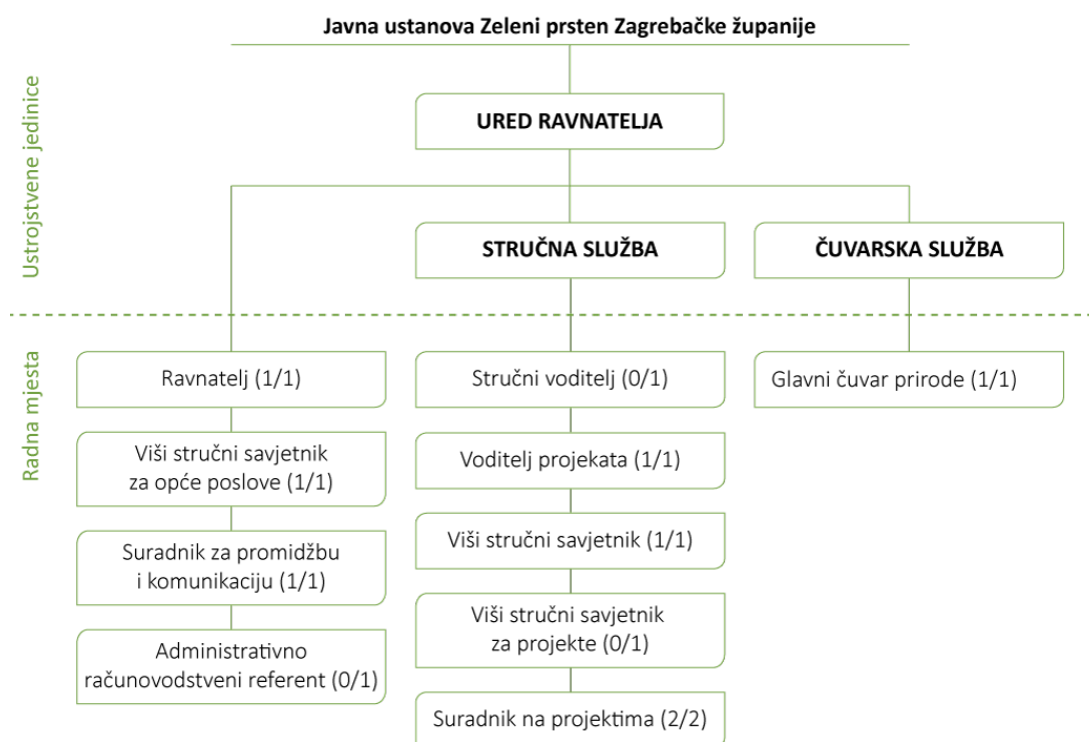 Javna ustanova Zeleni prsten Zagrebačke županije
Ustrojstvene jedinice
URED RAVNATELJA
STRUČNA SLUŽBA
ČUVARSKA SLUŽBA
Radna mjesta
Ravnatelj (1/1)
Viši stručni savjetnik
za opće poslove (1/1)
Suradnik za promidžbu
i komunikaciju (1/1)
Administrativno
računovodstveni referent (0/1)
Stručni voditelj (0/1)
Voditelj projekata (1/1)
Viši stručni savjetnik (1/1)
Viši stručni savjetnik
za projekte (0/1)
Suradnik na projektima (2/2)
Glavni čuvar prirode (1/1)